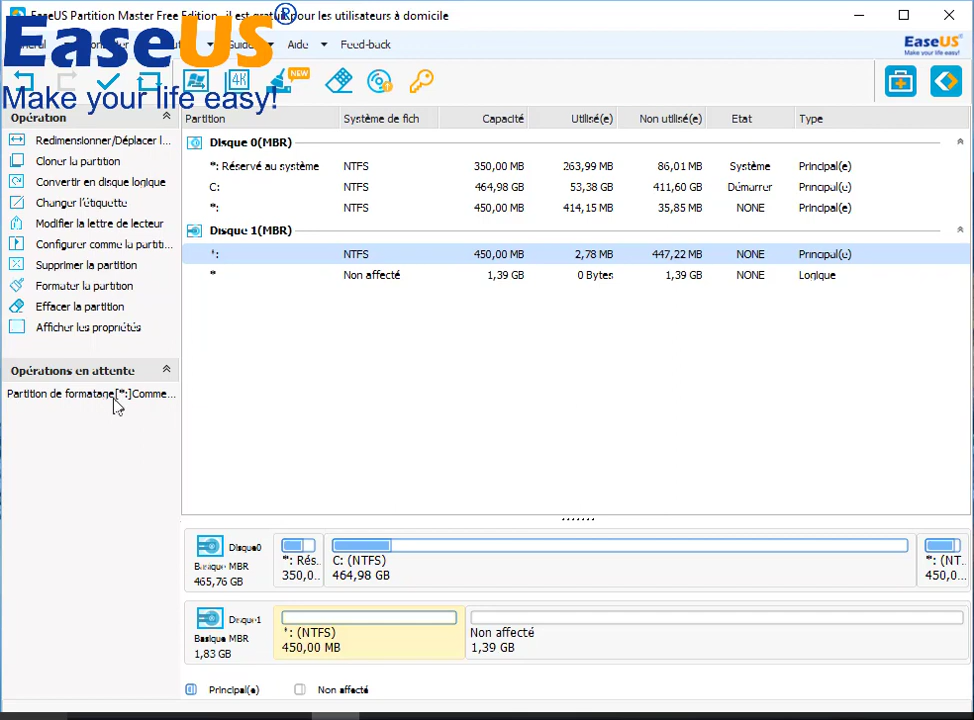 EaseUS Partition Master Free Edition , il est gratuit pour les utilisateurs à domicile
EaseUS®
Make your life easy!
Aide Feed-back
EaseUS
Make your life easy!
4K NEW
Opération
Redimensionner/Déplacer l...
Cloner la partition
Convertir en disque logique
Changer l'étiquette
Modifier la lettre de lecteur
Configurer comme la partiti...
Supprimer la partition
Formater la partition
Effacer la partition
Afficher les propriétés
Opérations en attente
Partition de formatage[*:]Comme...
Partition Système de fich Capacité Utilisé(e) Non utilisé(e) Etat Type
Disque 0(MBR)
*: Réservé au système NTFS 350,00 MB 263,99 MB 86,01 MB Système Principal(e)
C: NTFS 464,98 GB 53,38 GB 411,60 GB Démarrer Principal(e)
*: NTFS 450,00 MB 414,15 MB 35,85 MB NONE Principal(e)
Disque 1(MBR)
*: NTFS 450,00 MB 2,78 MB 447,22 MB NONE Principal(e)
* Non affecté 1,39 GB 0 Bytes 1,39 GB NONE Logique
Disque0
Basique MBR
465,76 GB
*: Rés...
350,0...
C: (NTFS)
464,98 GB
*: (NT...
450,0...
Disque1
Basique MBR
1,83 GB
*: (NTFS)
450,00 MB
Non affecté
1,39 GB
Principal(e) Non affecté